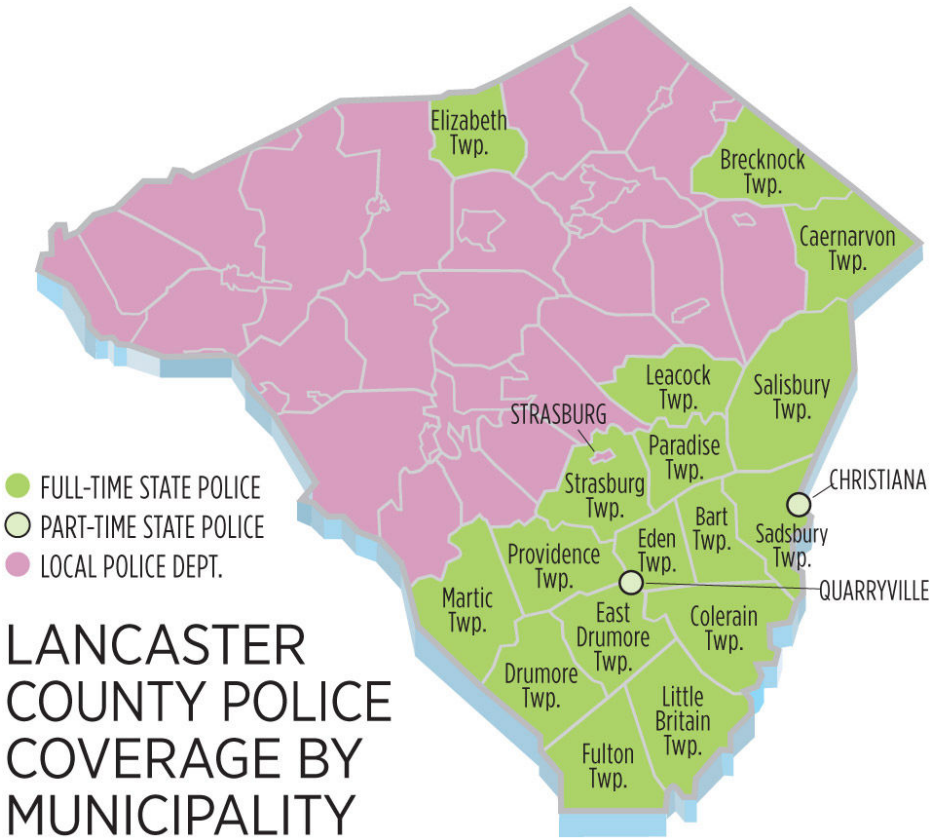 Elizabeth
Twp.
Brecknock
Twp.
Caernarvon
Twp.
Leacock
Twp.
Salisbury
Twp.
STRASBURG
Paradise
Twp.
Strasburg
Twp.
CHRISTIANA
FULL-TIME STATE POLICE
PART-TIME STATE POLICE
LOCAL POLICE DEPT.
Bart
Twp.
Sadsbury
Twp.
Eden
Twp.
Providence
Twp.
QUARRYVILLE
Martic
Twp.
East
Drumore
Twp.
Colerain
Twp.
Drumore
Twp.
Little
Britain
Twp.
Fulton
Twp.
LANCASTER
COUNTY POLICE
COVERAGE BY
MUNICIPALITY